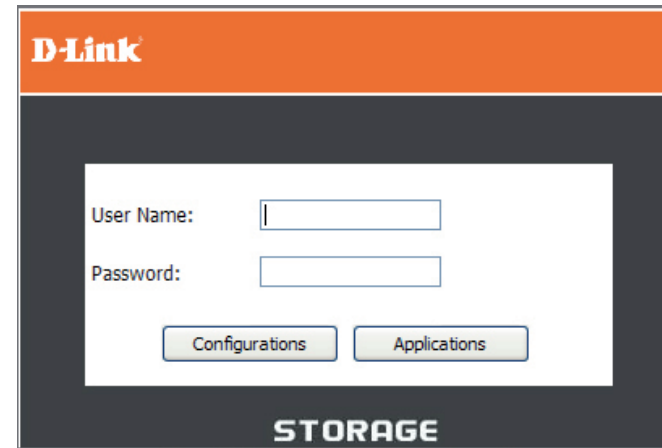 D-Link
User Name:
Password:
Configurations Applications
STORAGE